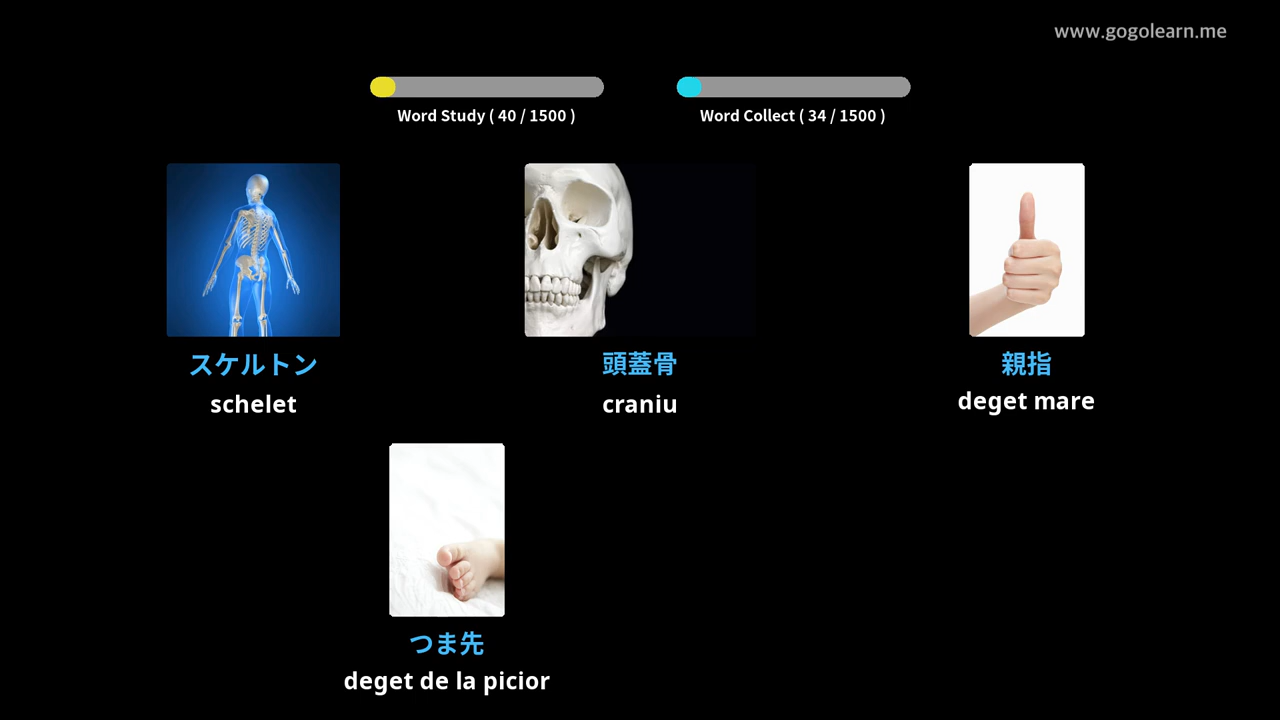 www.gogolearn.me
Word Study ( 40 / 1500 )
Word Collect ( 34 / 1500 )
スケルトン
schelet
頭蓋骨
craniu
親指
deget mare
つま先
deget de la picior